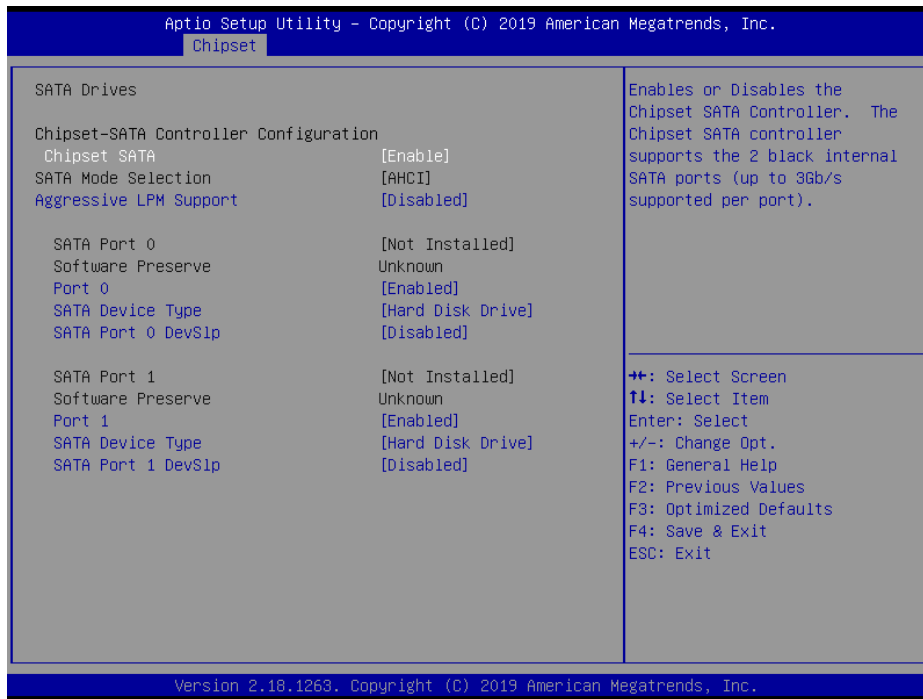 Aptio Setup Utility – Copyright (C) 2019 American Megatrends, Inc.
Chipset
SATA Drives
Chipset-SATA Controller Configuration
Chipset SATA [Enable]
SATA Mode Selection [AHCI]
Aggressive LPM Support [Disabled]
SATA Port 0 [Not Installed]
Software Preserve Unknown
Port 0 [Enabled]
SATA Device Type [Hard Disk Drive]
SATA Port 0 DevSlp [Disabled]
SATA Port 1 [Not Installed]
Software Preserve Unknown
Port 1 [Enabled]
SATA Device Type [Hard Disk Drive]
SATA Port 1 DevSlp [Disabled]
Enables or Disables the
Chipset SATA Controller. The
Chipset SATA controller
supports the 2 black internal
SATA ports (up to 3Gb/s
supported per port).
→←: Select Screen
↑↓: Select Item
Enter: Select
+/-: Change Opt.
F1: General Help
F2: Previous Values
F3: Optimized Defaults
F4: Save & Exit
ESC: Exit
Version 2.18.1263. Copyright (C) 2019 American Megatrends, Inc.